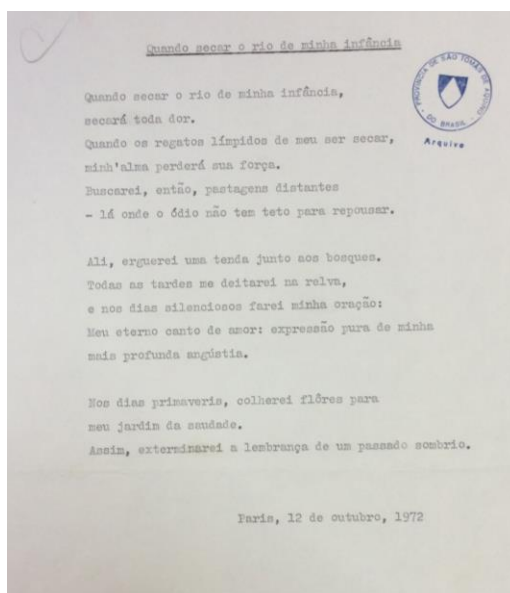 Quando secar o rio de minha infância
PROVINCIA DE SÃO TOMÁS DE AQUINO
DO BRASIL
Arquivo
Quando secar o rio de minha infância,
secará toda dor.
Quando os regatos límpidos de meu ser secar,
minh'alma perderá sua força.
Buscarei, então, pastagens distantes
- lá onde o ódio não tem teto para repousar.
Ali, erguerei uma tenda junto aos bosques.
Todas as tardes me deitarei na relva,
e nos dias silenciosos farei minha oração:
Meu eterno canto de amor: expressão pura de minha
mais profunda angústia.
Nos dias primaveris, colherei flôres para
meu jardim da saudade.
Assim, exterminarei a lembrança de um passado sombrio.
Paris, 12 de outubro, 1972